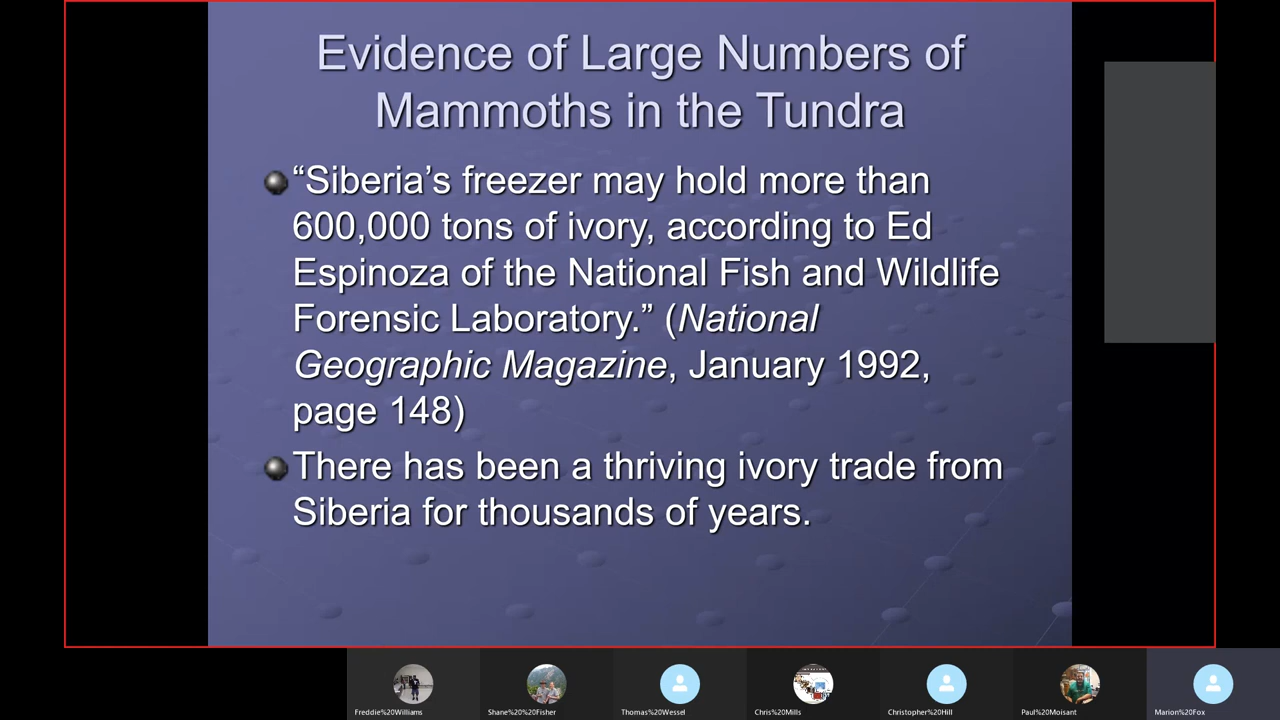 Evidence of Large Numbers of
Mammoths in the Tundra
“Siberia’s freezer may hold more than
600,000 tons of ivory, according to Ed
Espinoza of the National Fish and Wildlife
Forensic Laboratory.” (National
Geographic Magazine, January 1992,
page 148)
There has been a thriving ivory trade from
Siberia for thousands of years.
Freddie%20Williams
Shane%20%20Fisher
Thomas%20Wessel
Chris%20Mills
Christopher%20Hill
Paul%20Moisant
Marion%20Fox